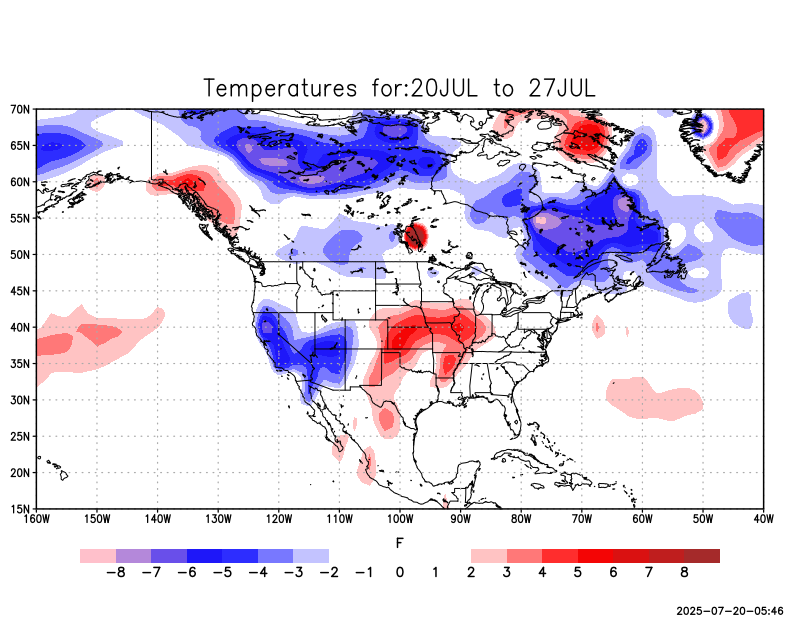 Temperatures for:20JUL to 27JUL
70N
65N
60N
55N
50N
45N
40N
35N
30N
25N
20N
15N
160W 150W 140W 130W 120W 110W 100W 90W 80W 70W 60W 50W 40W
F
-8 -7 -6 -5 -4 -3 -2 -1 0 1 2 3 4 5 6 7 8
2025-07-20-05:46